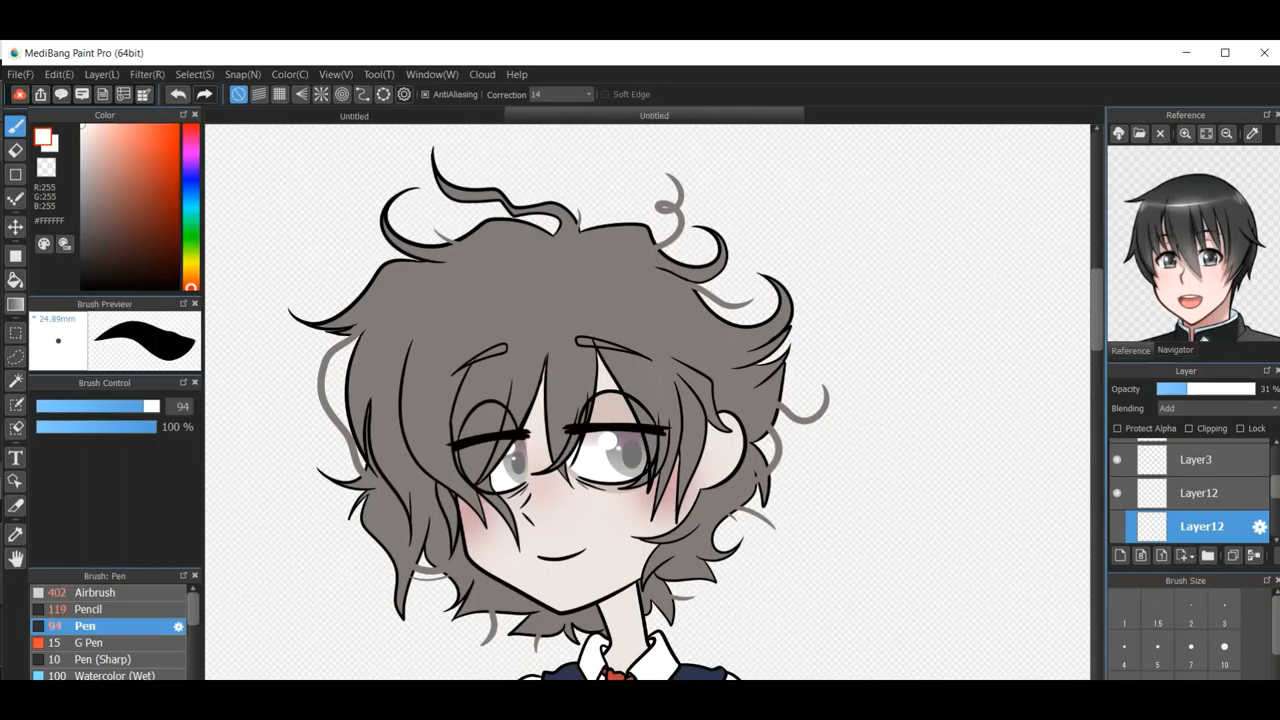 MediBang Paint Pro (64bit)
File(F) Edit(E) Layer(L) Filter(R) Select(S) Snap(N) Color(C) View(V) Tool(T) Window(W) Cloud Help
AntiAliasing Correction 14 Soft Edge
Color Untitled Untitled Reference
R:255
G:255
B:255
#FFFFFF
Brush Preview
* 24.89mm
Reference Navigator
Layer
Brush Control
Opacity 31 %
94
Blending Add
100 %
Protect Alpha Clipping Lock
T
Layer3
Layer12
Layer12
Brush: Pen
Brush Size
402 Airbrush
119 Pencil
94 Pen
15 G Pen
10 Pen (Sharp)
100 Watercolor (Wet)
1 1.5 2 3
4 5 7 10